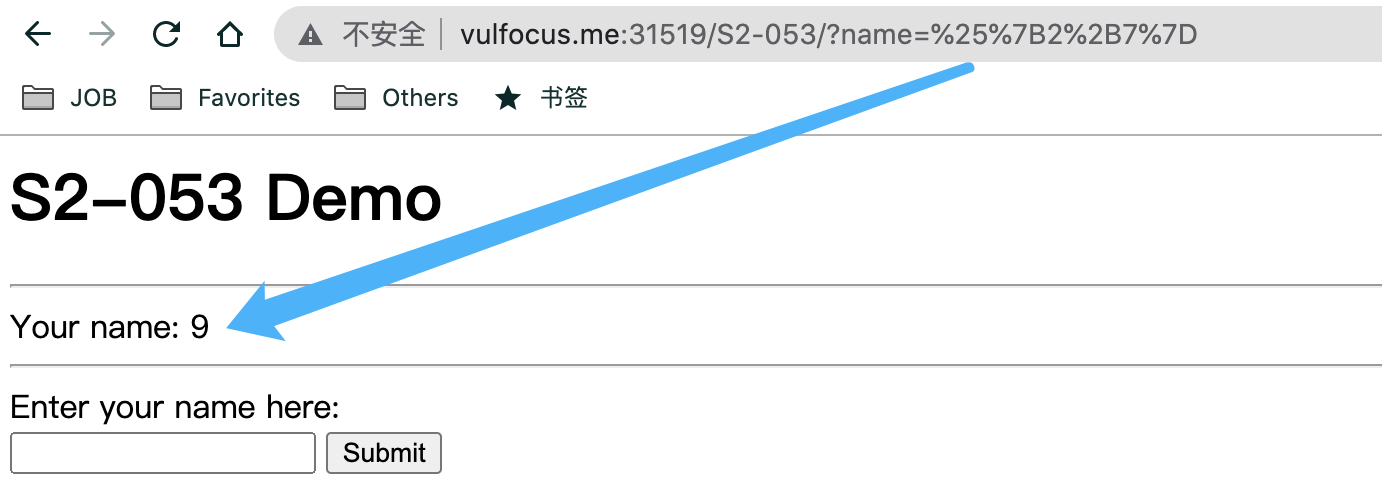 不安全 vulfocus.me:31519/S2-053/?name=%25%7B2%2B7%7D
JOB Favorites Others 书签
S2-053 Demo
Your name: 9
Enter your name here:
Submit